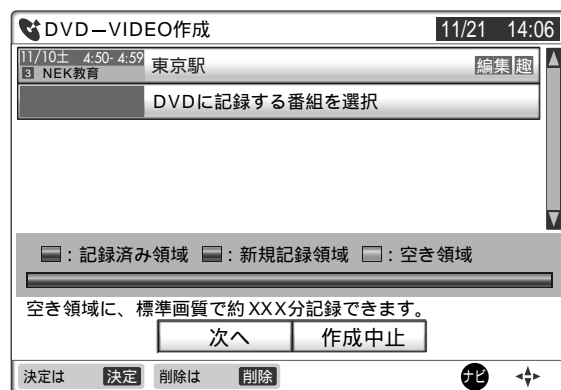 DVD－VIDEO作成 11/21 14:06
11/10土 4:50- 4:59 東京駅 編集 趣
3 NEK教育
DVDに記録する番組を選択
：記録済み領域 ：新規記録領域 ：空き領域
空き領域に、標準画質で約XXX分記録できます。
次へ 作成中止
決定は 決定 削除は 削除 ナビ